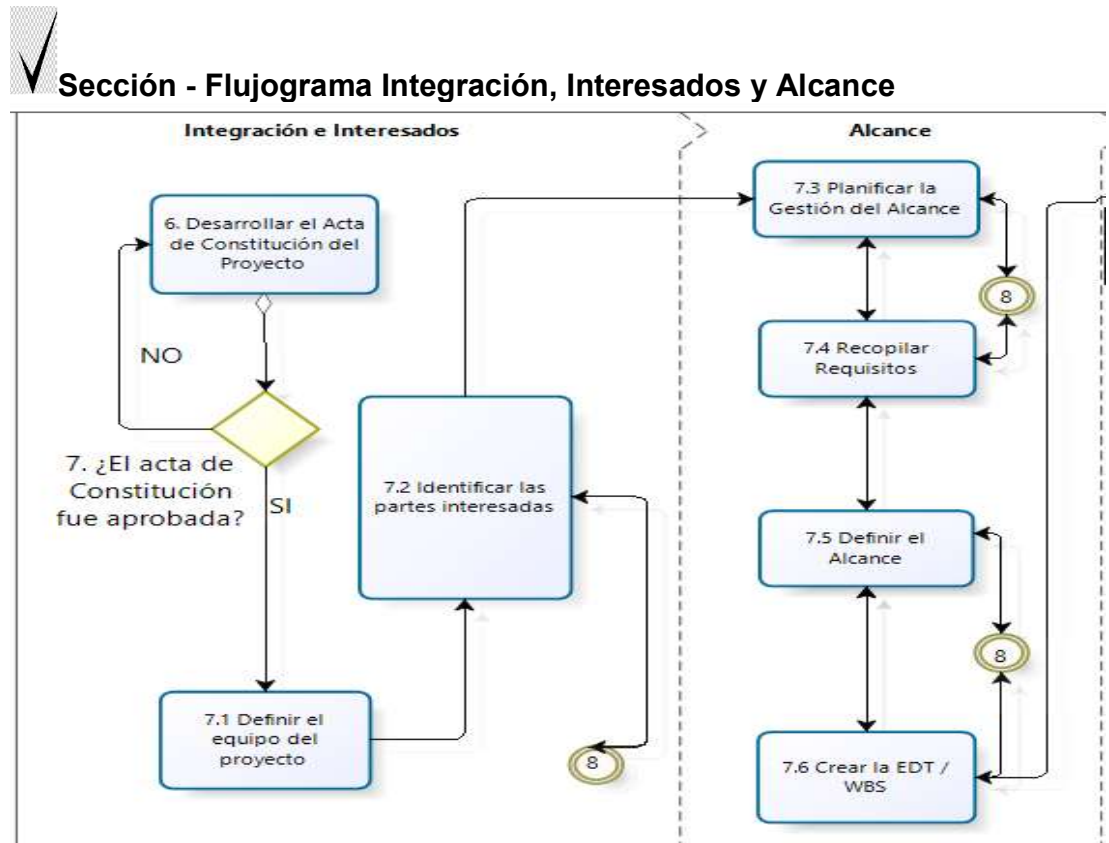 Sección - Flujograma Integración, Interesados y Alcance
Integración e Interesados
Alcance
6. Desarrollar el Acta
de Constitución del
Proyecto
NO
7. ¿El acta de
Constitución
fue aprobada?
SI
7.1 Definir el
equipo del
proyecto
7.2 Identificar las
partes interesadas
8
7.3 Planificar la
Gestión del Alcance
8
7.4 Recopilar
Requisitos
7.5 Definir el
Alcance
8
7.6 Crear la EDT /
WBS